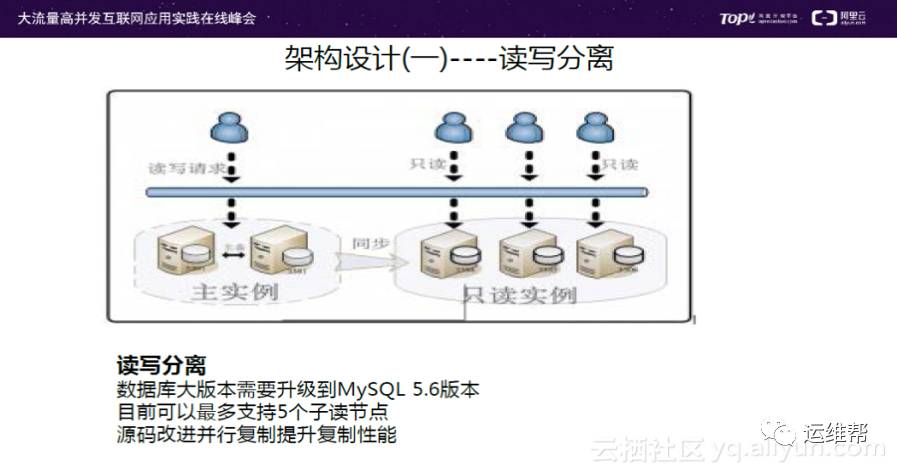 大流量高并发互联网应用实践在线峰会
TOP!
阿里云
aliyun.com
架构设计(一)----读写分离
读写请求
只读
只读
主备
同步
主实例
只读实例
读写分离
数据库大版本需要升级到MySQL 5.6版本
目前可以最多支持5个子读节点
源码改进并行复制提升复制性能
运维帮
云栖社区 yq.aliyun.com